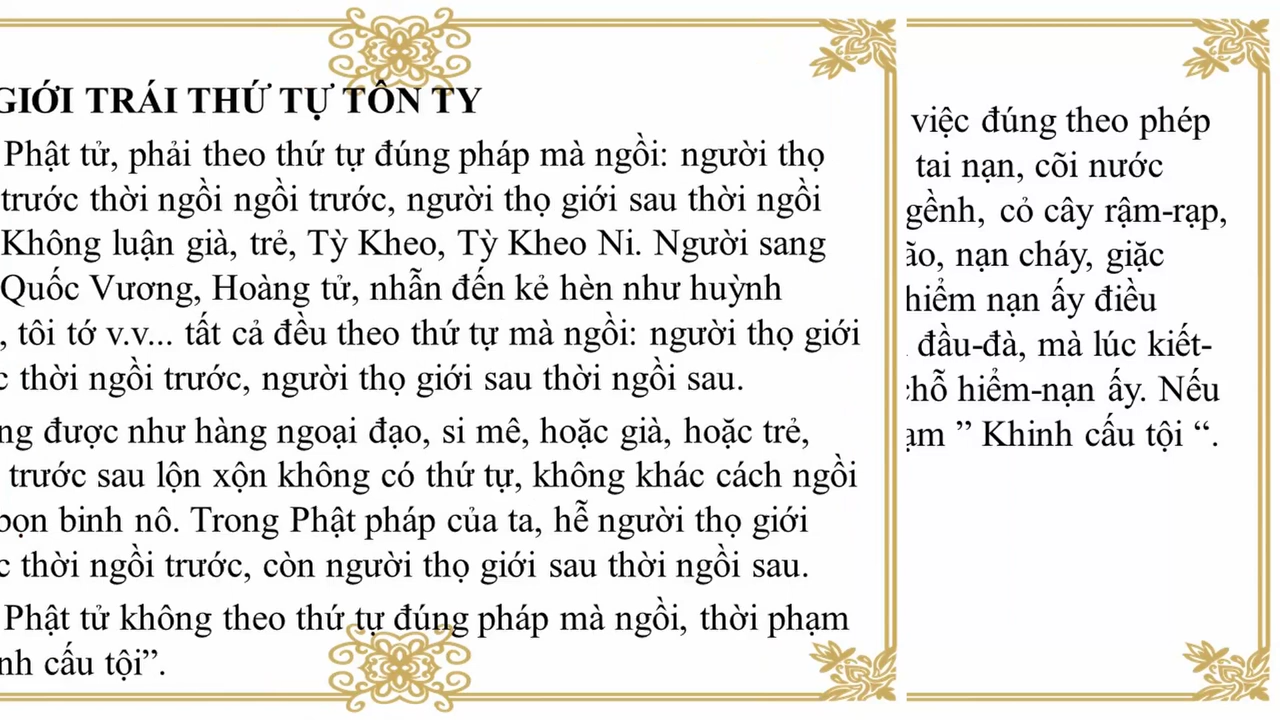 GIỚI TRÁI THỨ TỰ TÔN TY
Phật tử, phải theo thứ tự đúng pháp mà ngồi: người thọ
trước thời ngồi ngồi trước, người thọ giới sau thời ngồi
Không luận già, trẻ, Tỳ Kheo, Tỳ Kheo Ni. Người sang
Quốc Vương, Hoàng tử, nhẫn đến kẻ hèn như huỳnh
, tôi tớ v.v... tất cả đều theo thứ tự mà ngồi: người thọ giới
thời ngồi trước, người thọ giới sau thời ngồi sau.
được như hàng ngoại đạo, si mê, hoặc già, hoặc trẻ,
trước sau lộn xộn không có thứ tự, không khác cách ngồi
bọn binh nô. Trong Phật pháp của ta, hễ người thọ giới
thời ngồi trước, còn người thọ giới sau thời ngồi sau.
Phật tử không theo thứ tự đúng pháp mà ngồi, thời phạm
cấu tội”.
việc đúng theo phép
tai nạn, cõi nước
gềnh, cỏ cây rậm-rạp,
nạn cháy, giặc
hiểm nạn ấy điều
đầu-đà, mà lúc kiết-
chỗ hiểm-nạn ấy. Nếu
” Khinh cấu tội “.